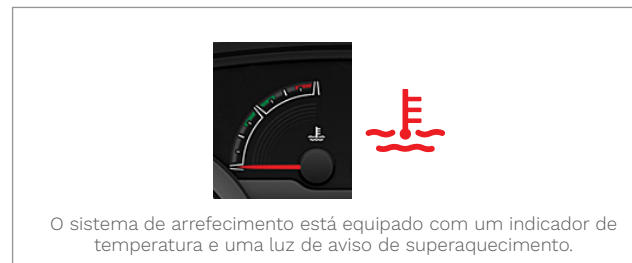 O sistema de arrefecimento está equipado com um indicador de
temperatura e uma luz de aviso de superaquecimento.